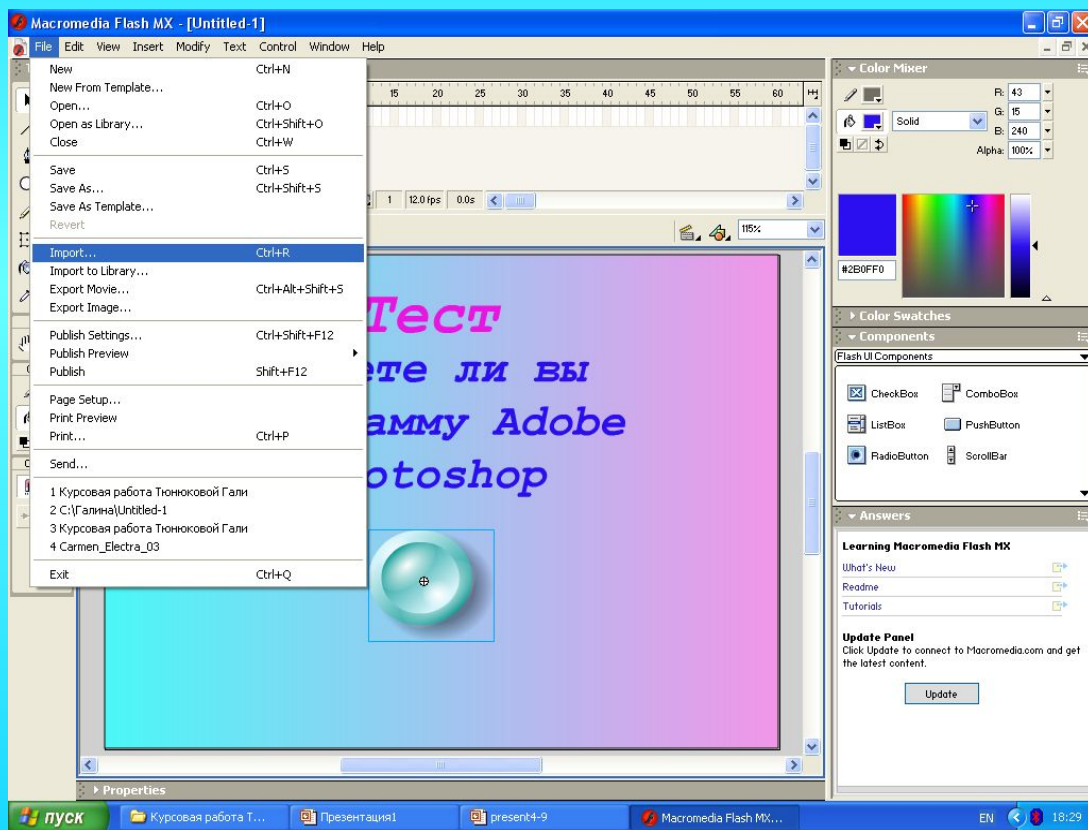 Macromedia Flash MX - [Untitled-1]
File Edit View Insert Modify Text Control Window Help
New Ctrl+N
New From Template...
Open... Ctrl+O
Open as Library... Ctrl+Shift+O
Close Ctrl+W
Save Ctrl+S
Save As... Ctrl+Shift+S
Save As Template...
Revert
Import... Ctrl+R
Import to Library...
Export Movie... Ctrl+Alt+Shift+S
Export Image...
Publish Settings... Ctrl+Shift+F12
Publish Preview
Publish Shift+F12
Page Setup...
Print Preview
Print... Ctrl+P
Send...
1 Курсовая работа Тюнюковой Гали
2 C:\Галина\Untitled-1
3 Курсовая работа Тюнюковой Гали
4 Carmen_Electra_03
Exit Ctrl+Q
15 20 25 30 35 40 45 50 55 60
1 12.0 fps 0.0s
115%
Тест
ли вы
Adobe
Properties
Color Mixer
R: 43
Solid
G: 15
B: 240
Alpha: 100%
#2B0FF0
Color Swatches
Components
Flash UI Components
CheckBox ComboBox
ListBox PushButton
RadioButton ScrollBar
Answers
Learning Macromedia Flash MX
What's New
Readme
Tutorials
Update Panel
Click Update to connect to Macromedia.com and get
the latest content.
Update
пуск Курсовая работа Т... Презентация1 present4-9 Macromedia Flash MX... EN 18:29